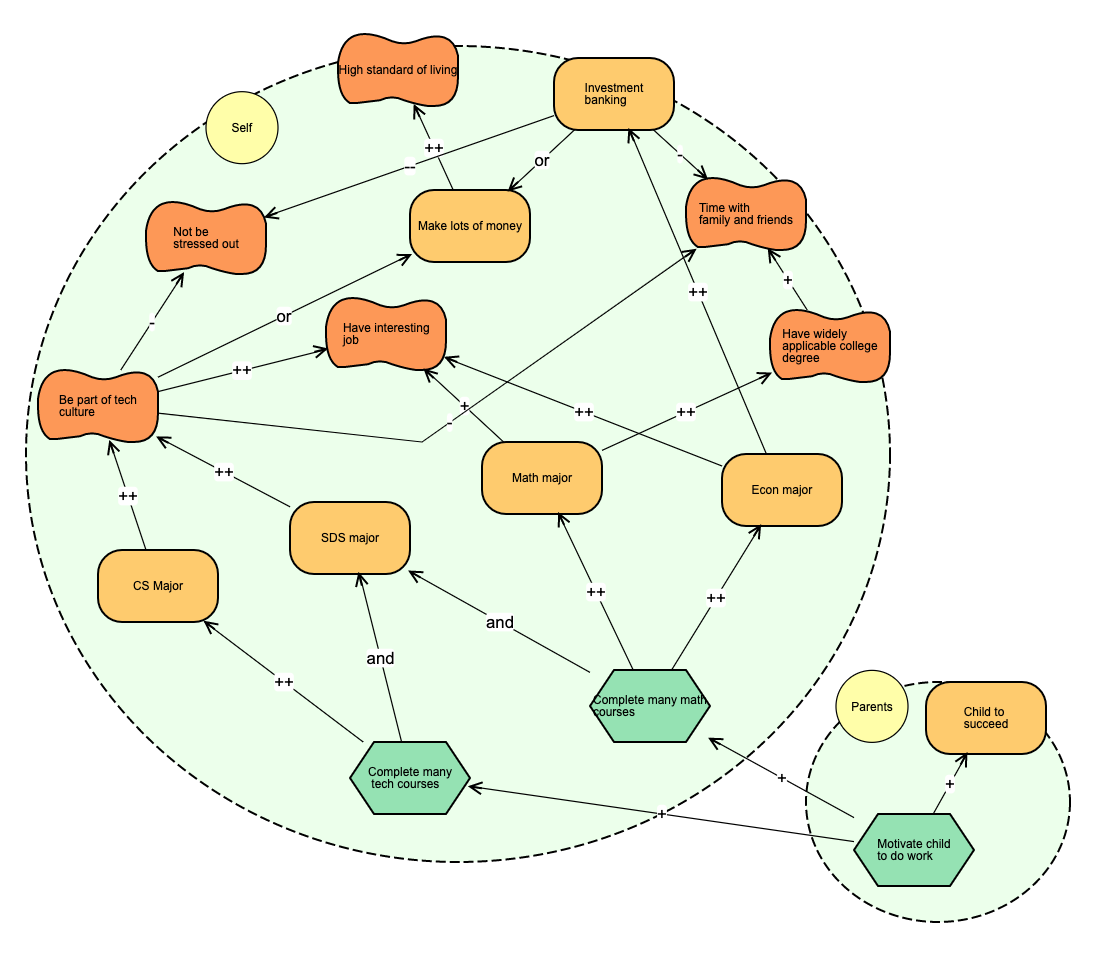 High standard of living
Investment
banking
Self
++
or
-
--
Time with
family and friends
Make lots of money
Not be
stressed out
+
++
or
-
Have interesting
job
Have widely
applicable college
degree
++
Be part of tech
culture
+
++
++
-
++
Math major
Econ major
++
SDS major
CS Major
++
++
and
and
++
Complete many math
courses
Parents
Child to
succeed
Complete many
tech courses
+
+
+
Motivate child
to do work